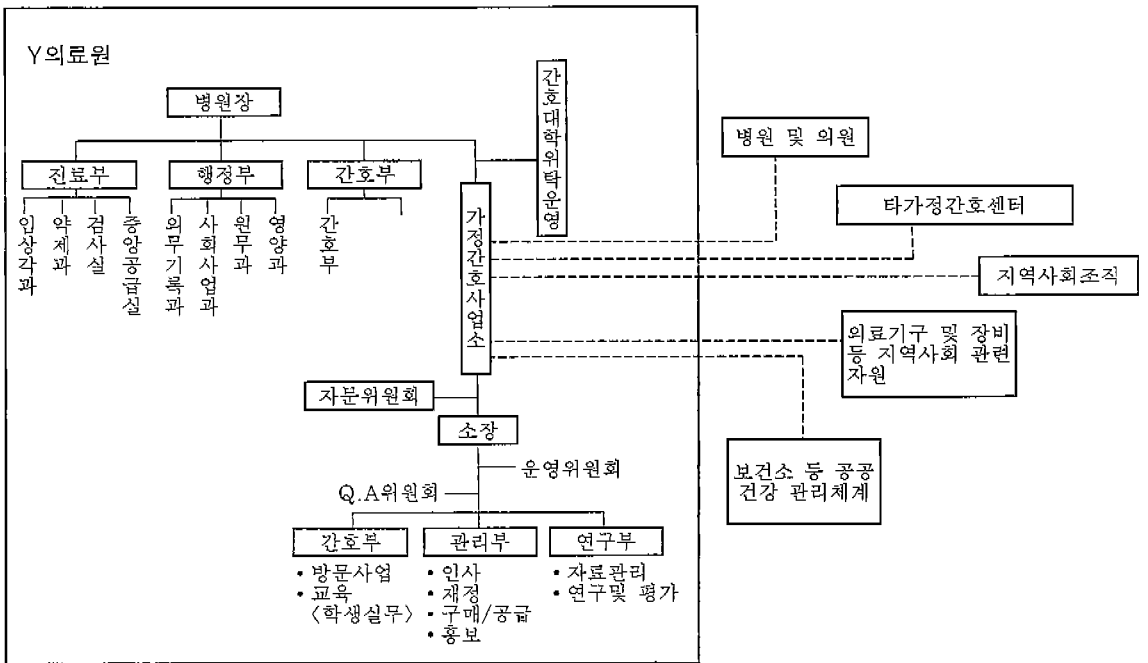 Y의료원
병원장
간호대학위탁운영
병원 및 의원
진료부
행정부
간호부
타가정간호센터
임상각과
약제과
검사실
중앙공급실
의무기록과
사회사업과
원무과
영양과
간호부
가정간호사업소
지역사회조직
의료기구 및 장비
등 지역사회 관련
자원
자문위원회
소장
운영위원회
Q.A위원회
보건소 등 공공
건강 관리체계
간호부
관리부
연구부
• 방문사업
• 교육
〈학생실무〉
• 인사
• 재정
• 구매/공급
• 홍보
• 자료관리
• 연구및 평가